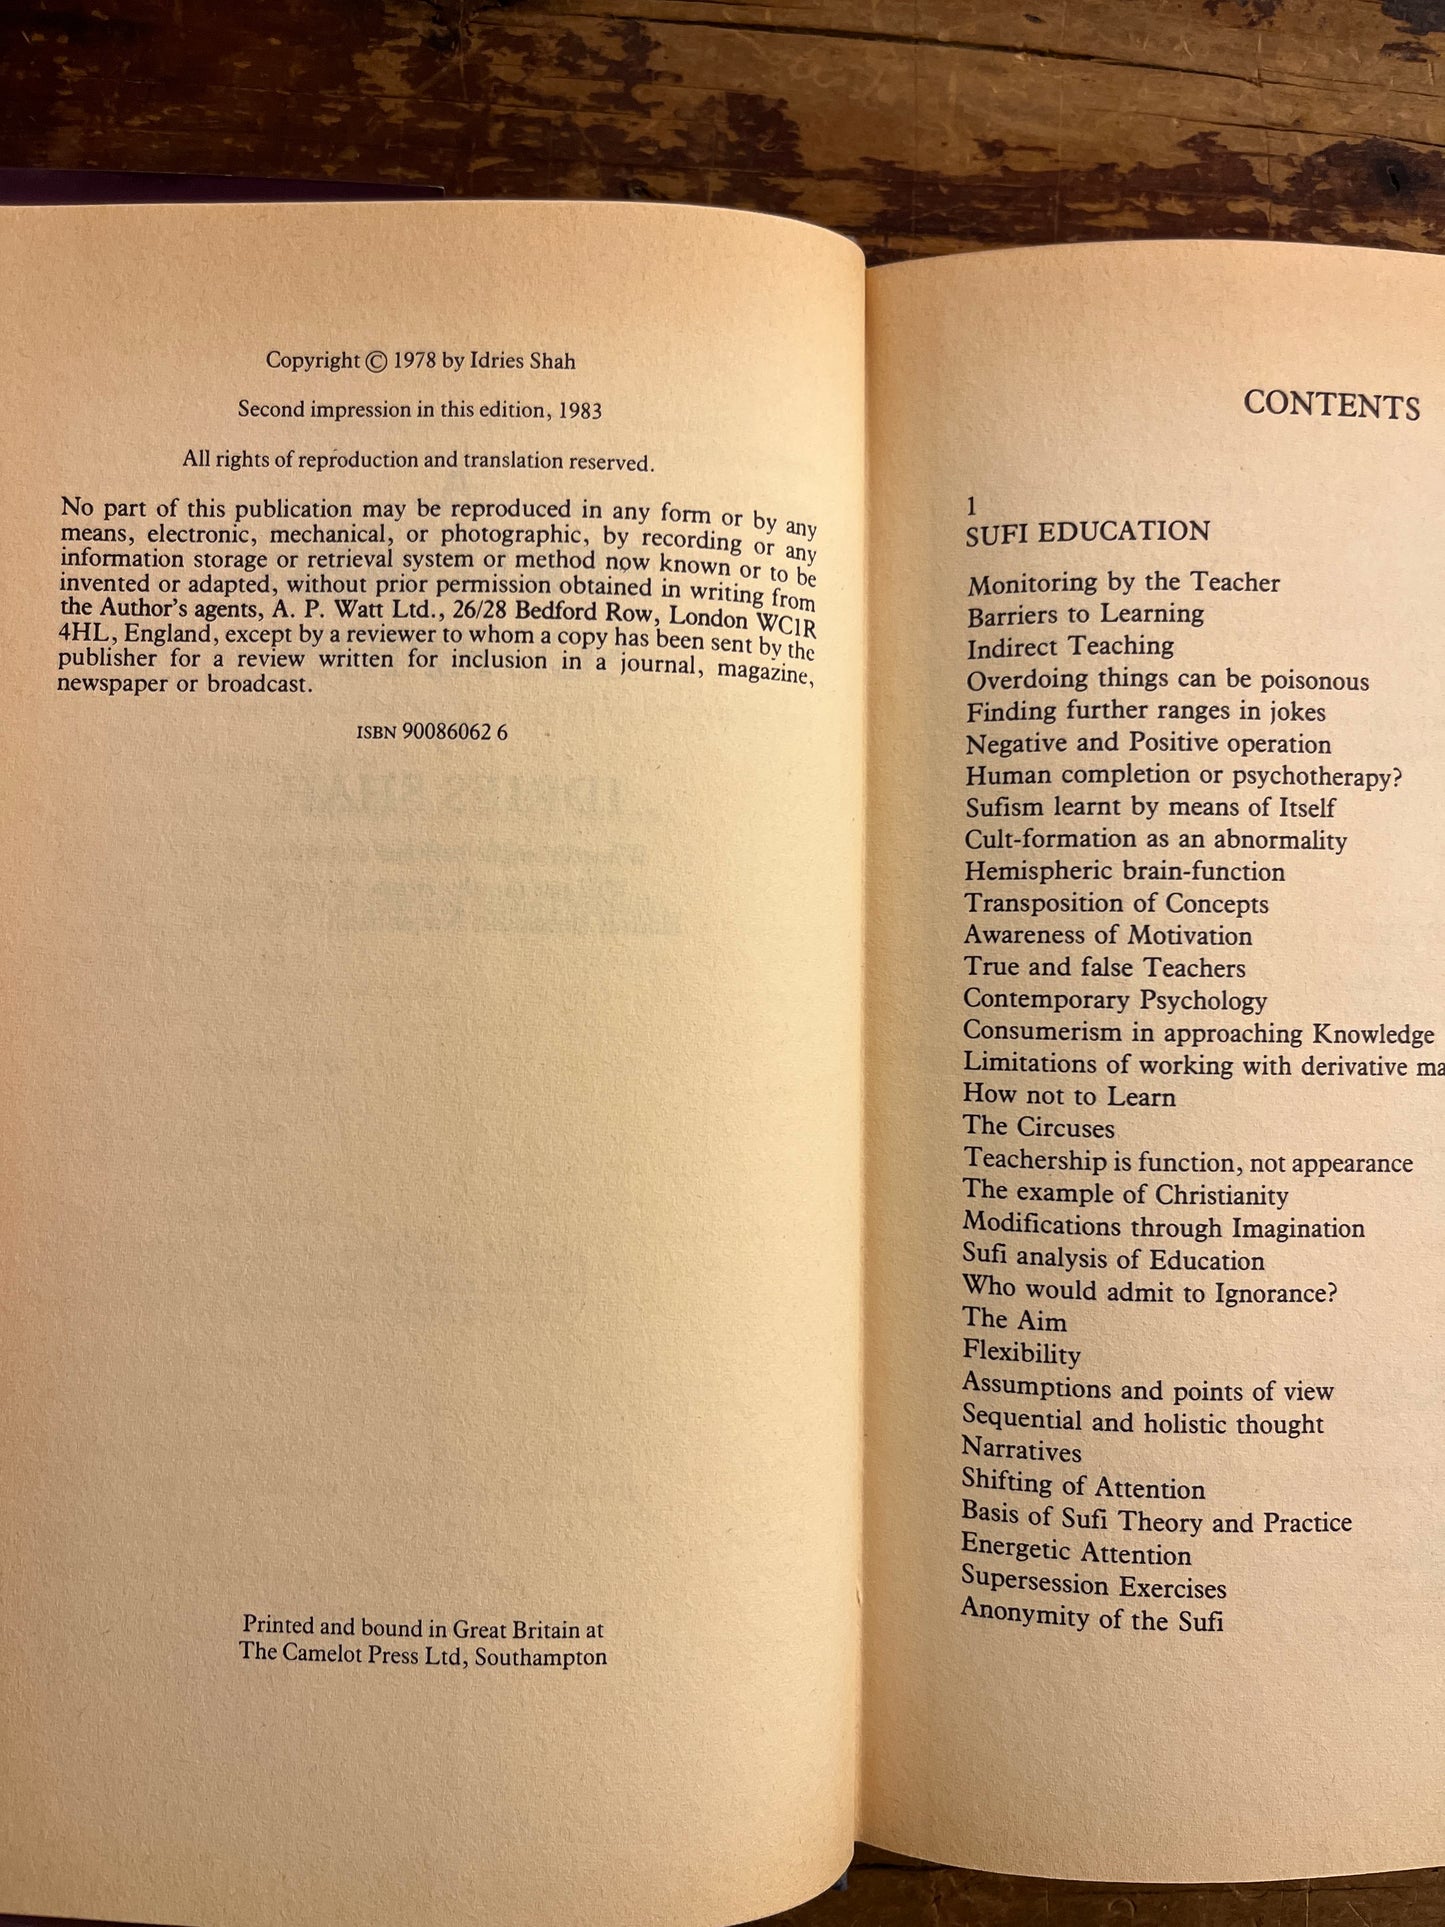 Copyright © 1978 by Idries Shah
Second impression in this edition, 1983
All rights of reproduction and translation reserved.
No part of this publication may be reproduced in any form or by any
means, electronic, mechanical, or photographic, by recording or any
information storage or retrieval system or method now known or to be
invented or adapted, without prior permission obtained in writing from
the Author's agents, A. P. Watt Ltd., 26/28 Bedford Row, London WC1R
4HL, England, except by a reviewer to whom a copy has been sent by the
publisher for a review written for inclusion in a journal, magazine,
newspaper or broadcast.
ISBN 90086062 6
Printed and bound in Great Britain at
The Camelot Press Ltd, Southampton
CONTENTS
1
SUFI EDUCATION
Monitoring by the Teacher
Barriers to Learning
Indirect Teaching
Overdoing things can be poisonous
Finding further ranges in jokes
Negative and Positive operation
Human completion or psychotherapy?
Sufism learnt by means of Itself
Cult-formation as an abnormality
Hemispheric brain-function
Transposition of Concepts
Awareness of Motivation
True and false Teachers
Contemporary Psychology
Consumerism in approaching Knowledge
Limitations of working with derivative ma
How not to Learn
The Circuses
Teachership is function, not appearance
The example of Christianity
Modifications through Imagination
Sufi analysis of Education
Who would admit to Ignorance?
The Aim
Flexibility
Assumptions and points of view
Sequential and holistic thought
Narratives
Shifting of Attention
Basis of Sufi Theory and Practice
Energetic Attention
Supersession Exercises
Anonymity of the Sufi